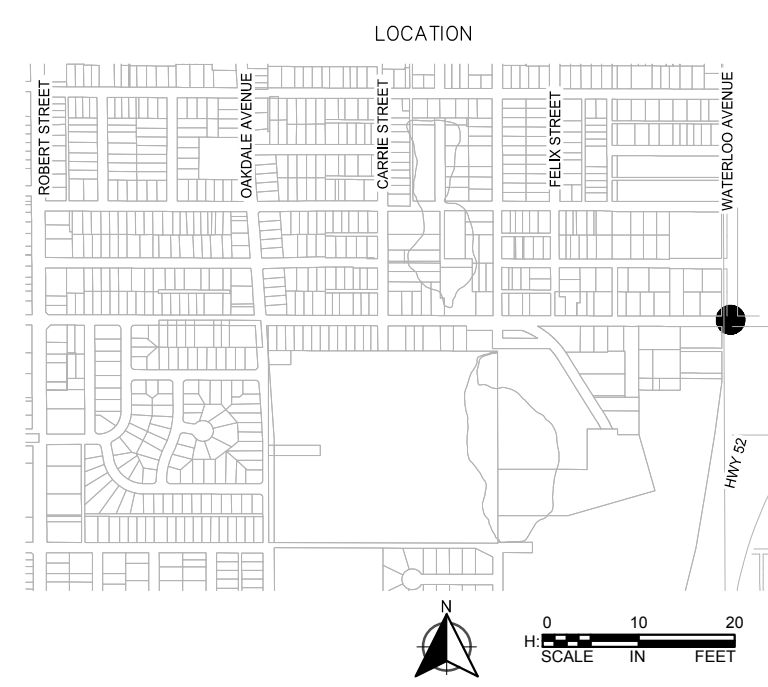 LOCATION
ROBERT STREET
OAKDALE AVENUE
CARRIE STREET
FELIX STREET
WATERLOO AVENUE
HWY 52
N
0 10 20
H:
SCALE IN FEET